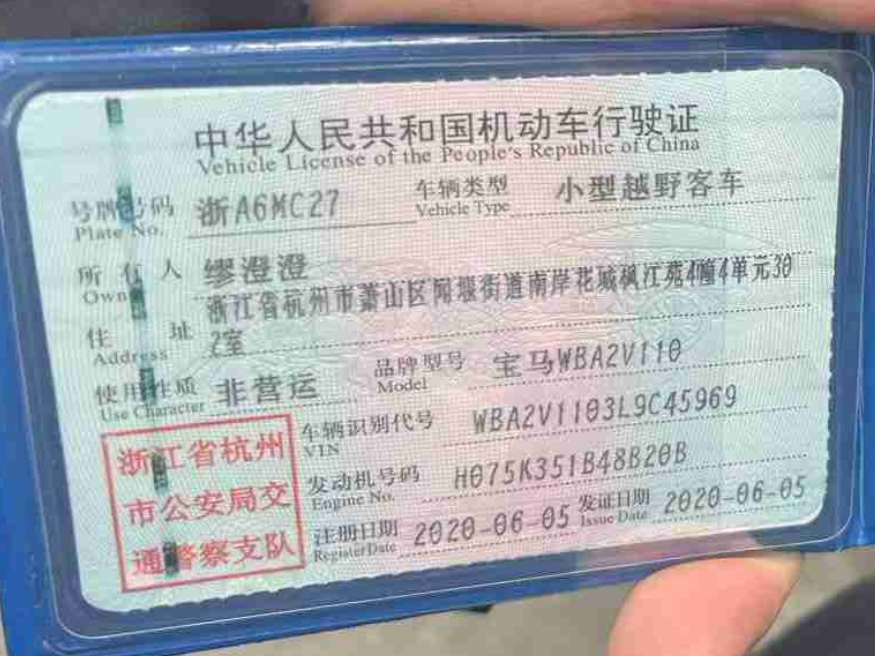 中华人民共和国机动车行驶证
Vehicle License of the People's Republic of China
号牌号码 浙A6MC27 车辆类型 小型越野客车
Plate No. Vehicle Type
所有人 缪澄澄
Owner
住址 浙江省杭州市萧山区闻堰街道南岸花城枫江苑4幢4单元30
Address 2室
使用性质 非营运 品牌型号 宝马WBA2V110
Use Character Model
浙江省杭州
市公安局交
通警察支队
车辆识别代号 WBA2V1103L9C45969
VIN
发动机号码 H075K351B48B20B
Engine No.
注册日期 2020-06-05 发证日期 2020-06-05
Register Date Issue Date